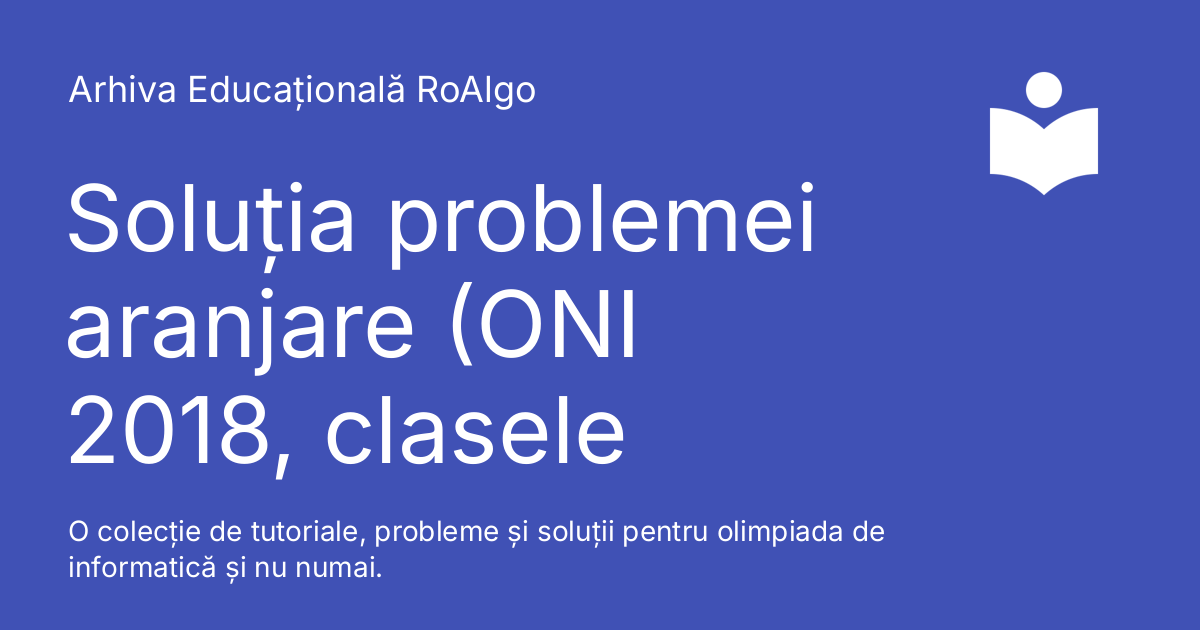 Arhiva Educațională RoAlgo
Soluția problemei
aranjare (ONI
2018, clasele
O colecție de tutoriale, probleme și soluții pentru olimpiada de
informatică și nu numai.